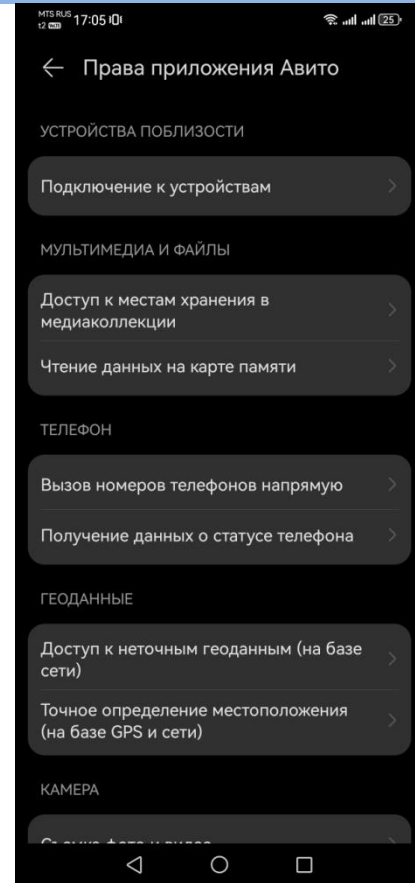 MTS RUS 17:05
t2
25
Права приложения Авито
УСТРОЙСТВА ПОБЛИЗОСТИ
Подключение к устройствам
МУЛЬТИМЕДИА И ФАЙЛЫ
Доступ к местам хранения в
медиаколлекции
Чтение данных на карте памяти
ТЕЛЕФОН
Вызов номеров телефонов напрямую
Получение данных о статусе телефона
ГЕОДАННЫЕ
Доступ к неточным геоданным (на базе
сети)
Точное определение местоположения
(на базе GPS и сети)
КАМЕРА